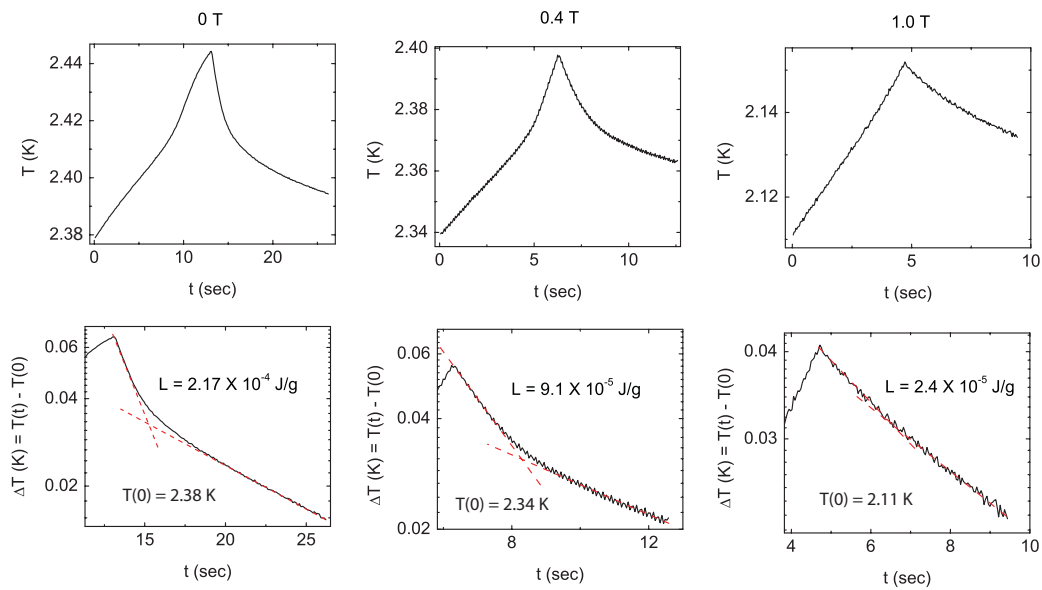 0 T
0.4 T
1.0 T
T (K)
2.44
2.42
2.40
2.38
0
10
20
t (sec)
T (K)
2.40
2.38
2.36
2.34
0
5
10
t (sec)
T (K)
2.14
2.12
0
5
10
t (sec)
ΔT (K) = T(t) - T(0)
0.06
0.04
0.02
L = 2.17 X 10⁻⁴ J/g
T(0) = 2.38 K
15
20
25
t (sec)
ΔT (K) = T(t) - T(0)
0.06
0.04
0.02
L = 9.1 X 10⁻⁵ J/g
T(0) = 2.34 K
8
10
12
t (sec)
ΔT (K) = T(t) - T(0)
0.04
0.03
L = 2.4 X 10⁻⁵ J/g
T(0) = 2.11 K
4
6
8
10
t (sec)